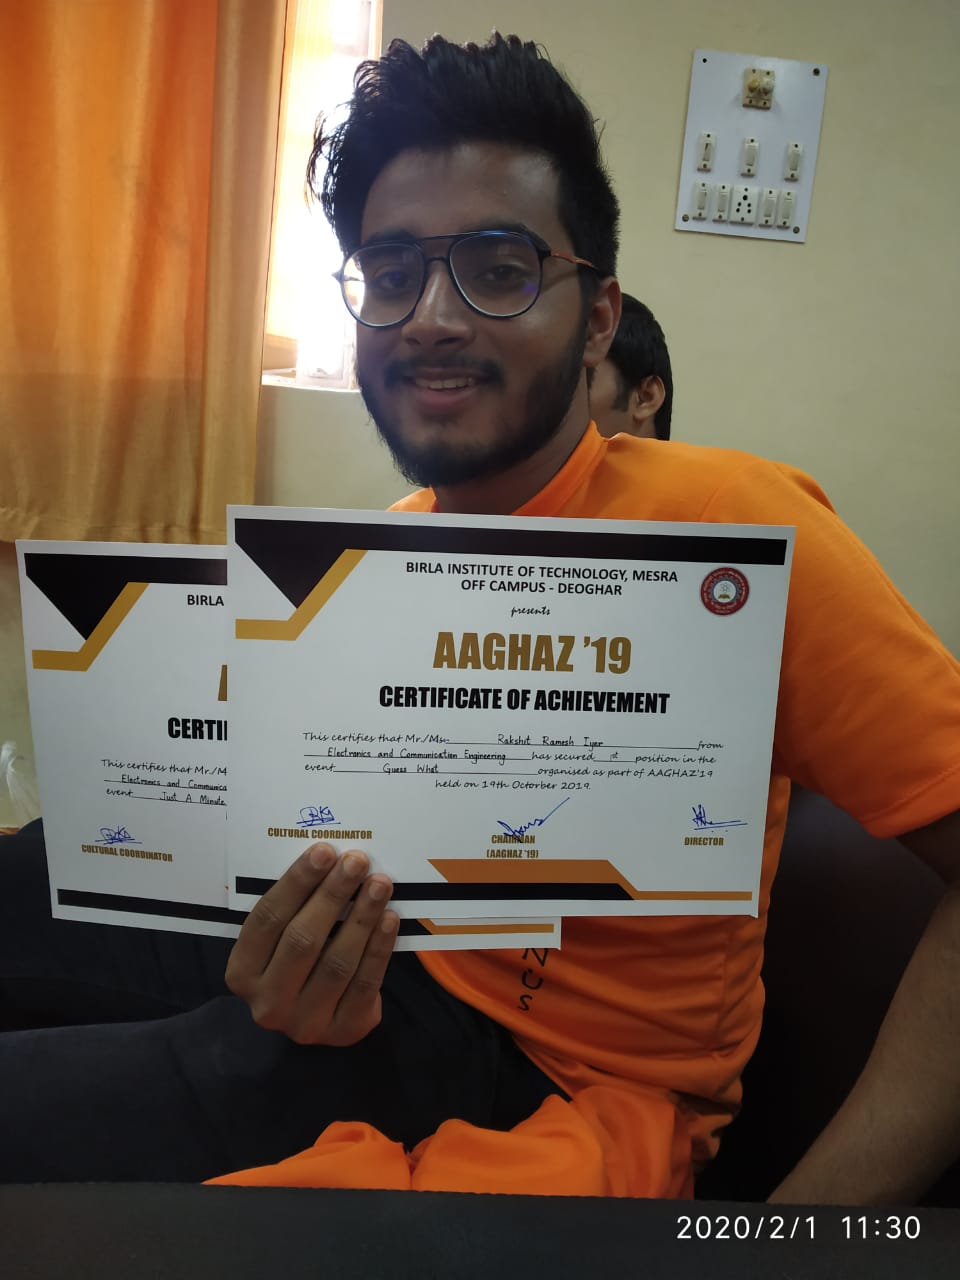 BIRLA INSTITUTE OF TECHNOLOGY, MESRA
OFF CAMPUS - DEOGHAR
presents
AAGHAZ '19
CERTIFICATE OF ACHIEVEMENT
This certifies that Mr./Ms. Rakshit Ramesh Iyer from
Electronics and Communication Engineering has secured 1st position in the
event Guess What organised as part of AAGHAZ'19
held on 19th Octorber 2019.
CULTURAL COORDINATOR
CHAIRMAN
(AAGHAZ '19)
DIRECTOR
BIRLA
CERTI
This certifies that Mr./M
Electronics and Communica
event Just A Minute
CULTURAL COORDINATOR
NUS
2020/2/1 11:30